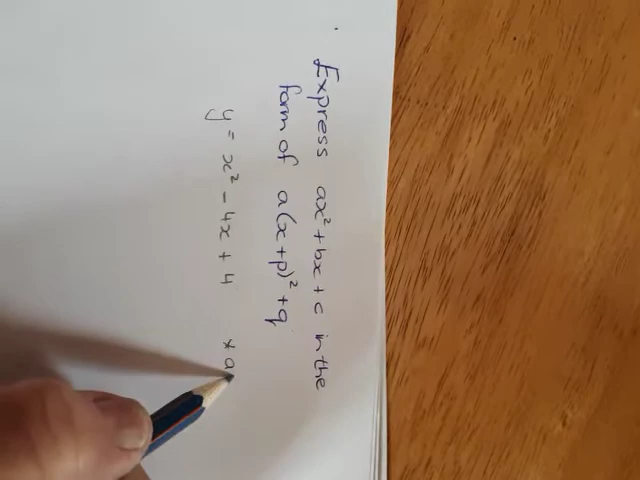 Express ax² + bx + c in the
form of a(x+p)² + q
y = x² - 4x + 4 * a